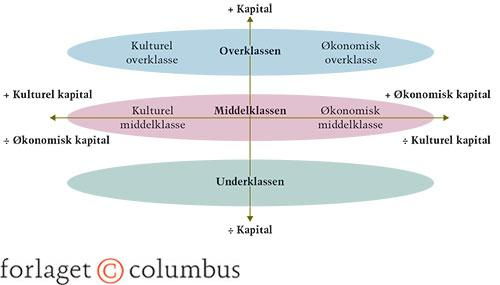 + Kapital
Kulturel
overklasse
Overklassen
Økonomisk
overklasse
+ Kulturel kapital
÷ Økonomisk kapital
Kulturel
middelklasse
Middelklassen
Økonomisk
middelklasse
+ Økonomisk kapital
÷ Kulturel kapital
Underklassen
÷ Kapital
forlaget © columbus